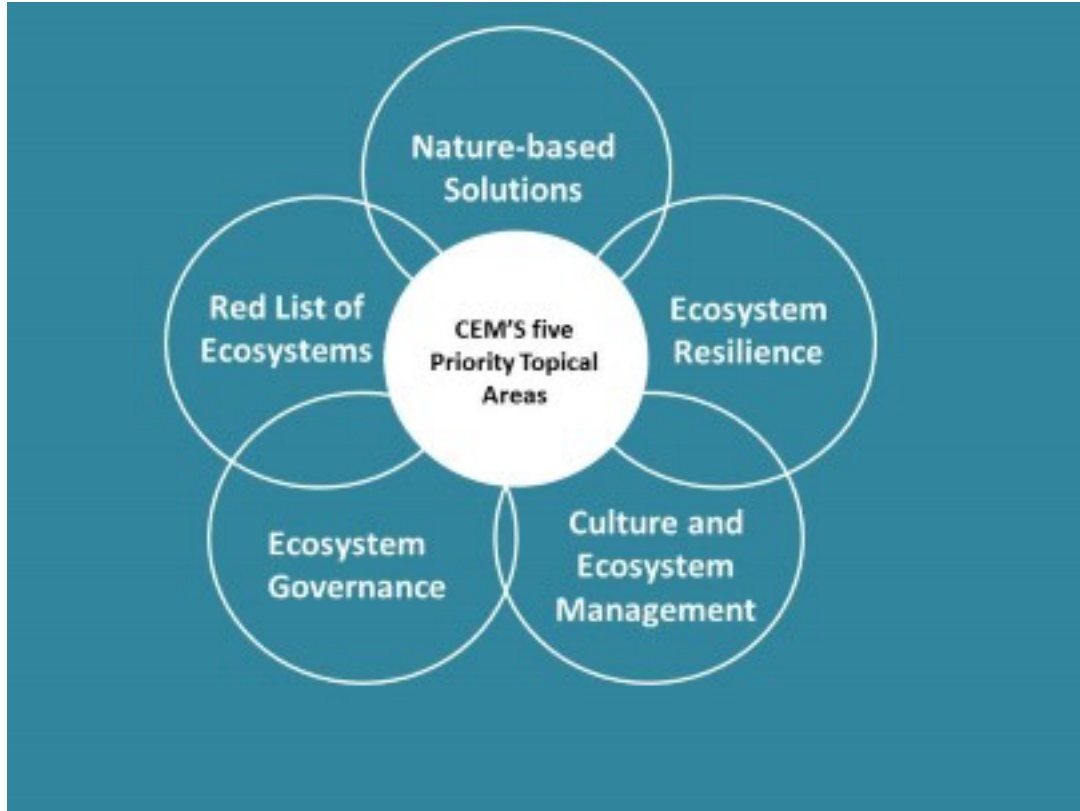 Nature-based
Solutions
Red List of
Ecosystems
CEM'S five
Priority Topical
Areas
Ecosystem
Resilience
Ecosystem
Governance
Culture and
Ecosystem
Management